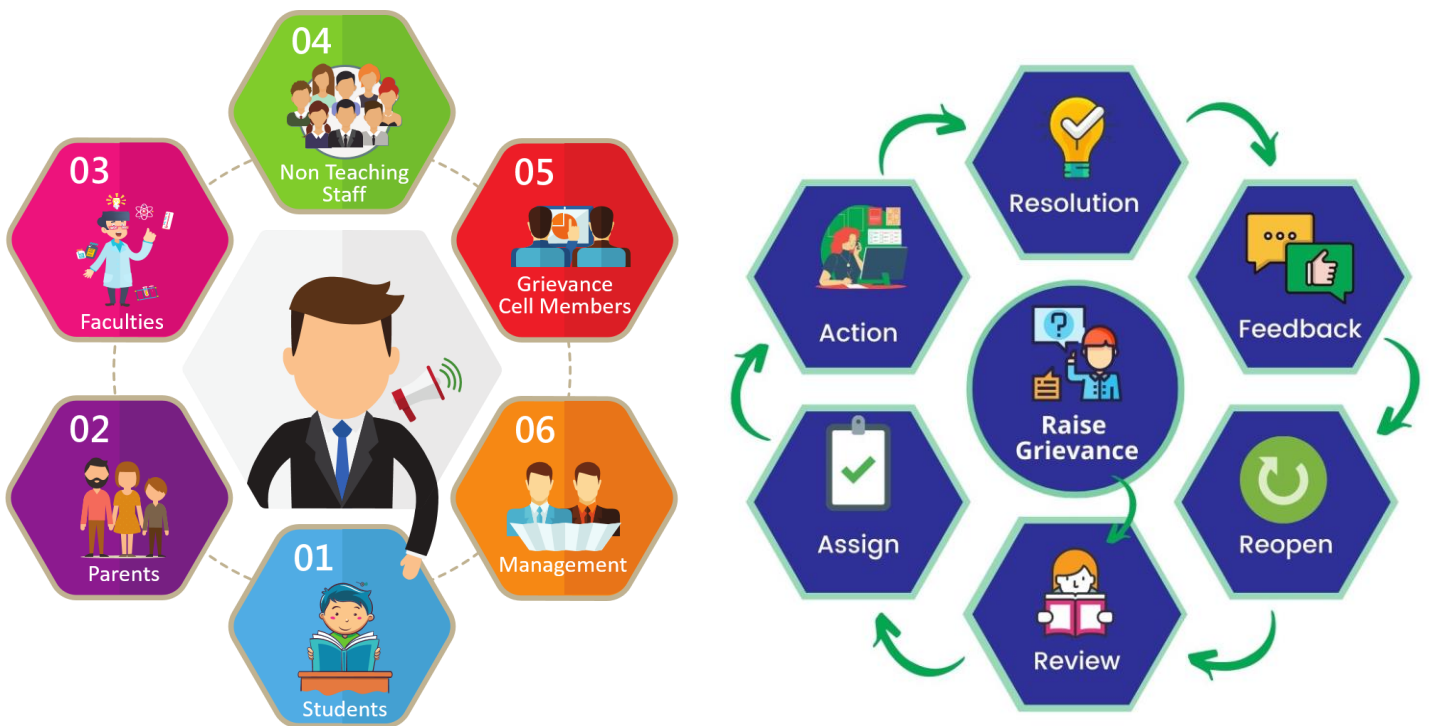 04
Non Teaching
Staff
03
Faculties
05
Grievance
Cell Members
02
Parents
06
Management
01
Students
Resolution
Action
Feedback
?
Raise
Grievance
Assign
Reopen
Review